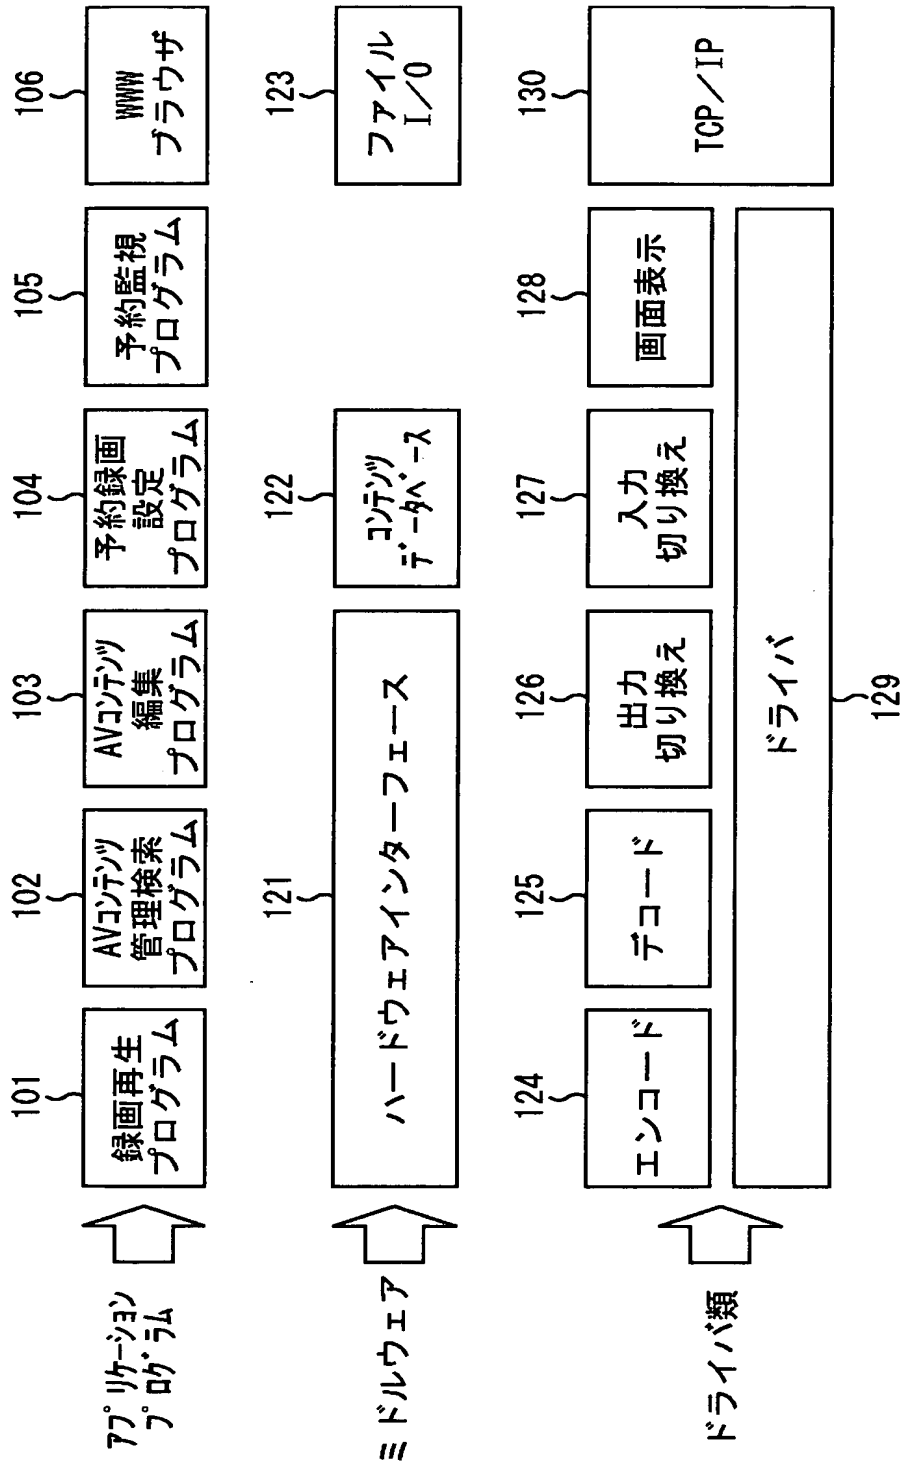 アプリケーション
プログラム
101
録画再生
プログラム
102
AVコンテンツ
管理検索
プログラム
103
AVコンテンツ
編集
プログラム
104
予約録画
設定
プログラム
105
予約監視
プログラム
106
WWW
ブラウザ
ミドルウェア
121
ハードウェアインターフェース
122
コンテンツ
データベース
123
ファイル
I/O
ドライバ類
124
エンコード
125
デコード
126
出力
切り換え
127
入力
切り換え
128
画面表示
130
TCP/IP
ドライバ
129